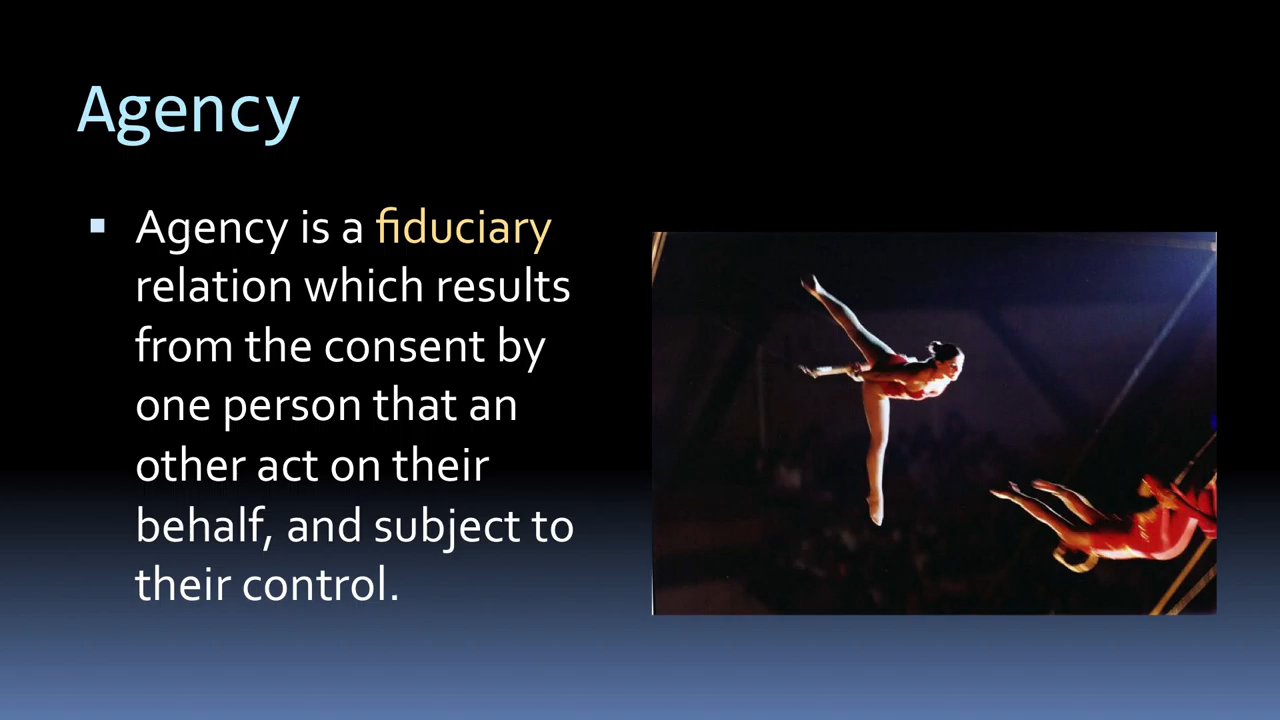 Agency
Agency is a fiduciary
relation which results
from the consent by
one person that an
other act on their
behalf, and subject to
their control.